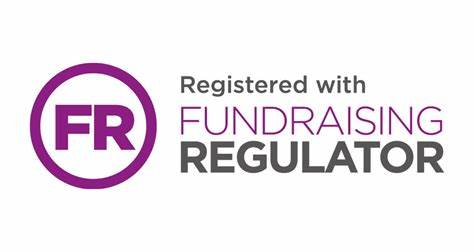 FR
Registered with
FUNDRAISING
REGULATOR